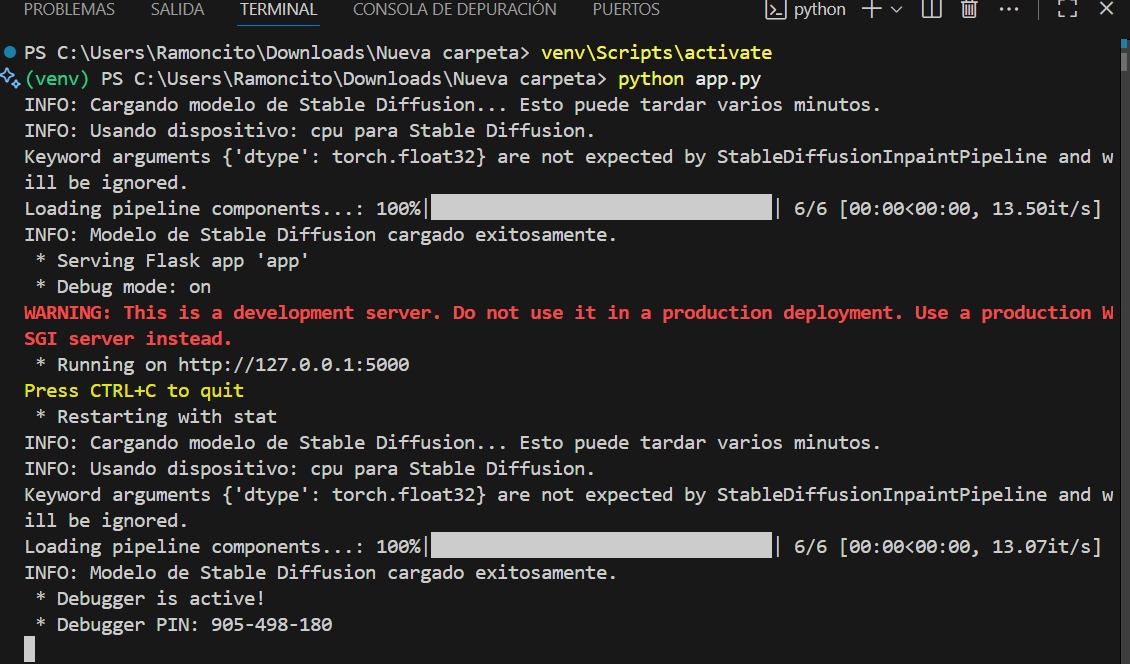 PROBLEMAS SALIDA TERMINAL CONSOLA DE DEPURACIÓN PUERTOS python
PS C:\Users\Ramoncito\Downloads\Nueva carpeta> venv\Scripts\activate
(venv) PS C:\Users\Ramoncito\Downloads\Nueva carpeta> python app.py
INFO: Cargando modelo de Stable Diffusion... Esto puede tardar varios minutos.
INFO: Usando dispositivo: cpu para Stable Diffusion.
Keyword arguments {'dtype': torch.float32} are not expected by StableDiffusionInpaintPipeline and w
ill be ignored.
Loading pipeline components...: 100%| | 6/6 [00:00<00:00, 13.50it/s]
INFO: Modelo de Stable Diffusion cargado exitosamente.
 * Serving Flask app 'app'
 * Debug mode: on
WARNING: This is a development server. Do not use it in a production deployment. Use a production W
SGI server instead.
 * Running on http://127.0.0.1:5000
Press CTRL+C to quit
 * Restarting with stat
INFO: Cargando modelo de Stable Diffusion... Esto puede tardar varios minutos.
INFO: Usando dispositivo: cpu para Stable Diffusion.
Keyword arguments {'dtype': torch.float32} are not expected by StableDiffusionInpaintPipeline and w
ill be ignored.
Loading pipeline components...: 100%| | 6/6 [00:00<00:00, 13.07it/s]
INFO: Modelo de Stable Diffusion cargado exitosamente.
 * Debugger is active!
 * Debugger PIN: 905-498-180